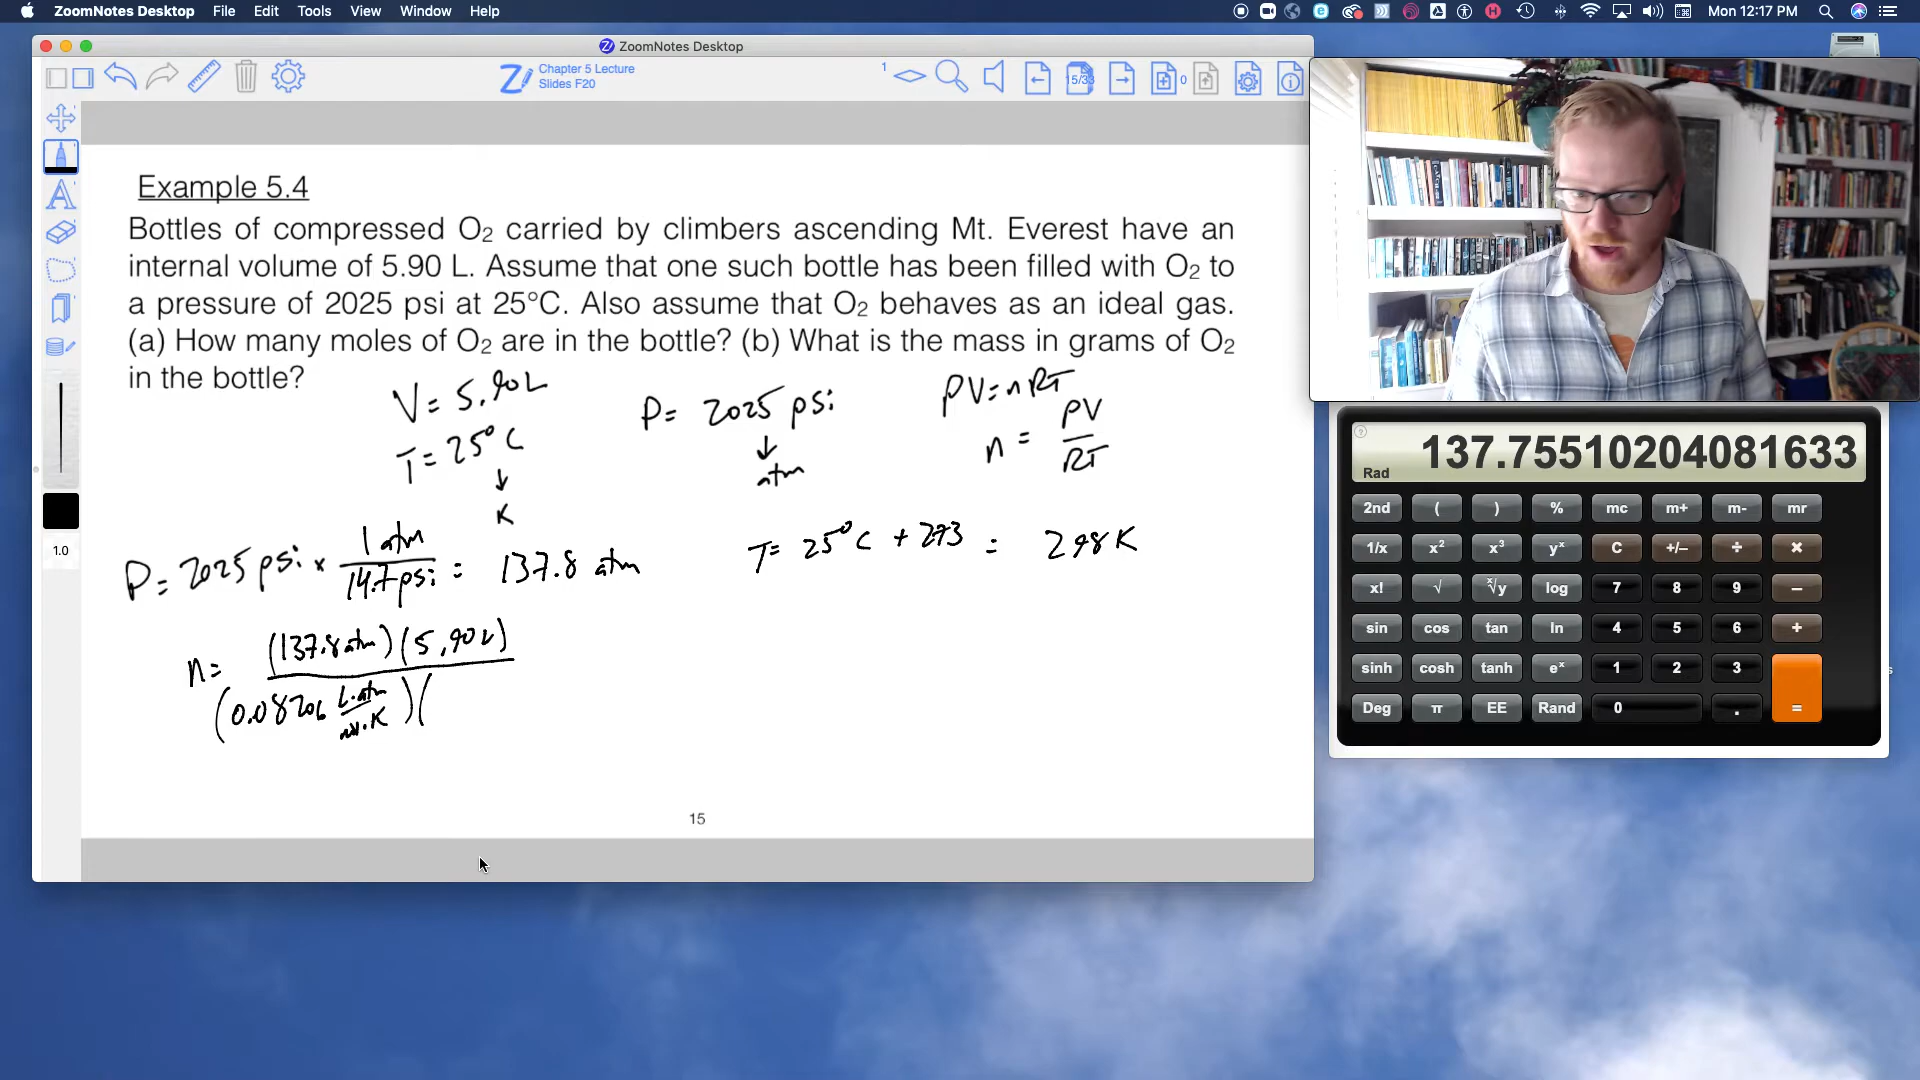 ZoomNotes Desktop File Edit Tools View Window Help Mon 12:17 PM
ZoomNotes Desktop
Chapter 5 Lecture
Slides F20
1
15/33
0
Example 5.4
Bottles of compressed O₂ carried by climbers ascending Mt. Everest have an
internal volume of 5.90 L. Assume that one such bottle has been filled with O₂ to
a pressure of 2025 psi at 25°C. Also assume that O₂ behaves as an ideal gas.
(a) How many moles of O₂ are in the bottle? (b) What is the mass in grams of O₂
in the bottle?
V = 5.90 L
T = 25° C
↓
K
P = 2025 psi
↓
atm
PV = nRT
n = PV / RT
P = 2025 psi × 1 atm / 14.7 psi = 137.8 atm
T = 25° C + 273 = 298 K
n = (137.8 atm) (5.90 L)
(0.08206 L·atm / mol·K) (
15
1.0
137.75510204081633
Rad
2nd ( ) % mc m+ m- mr
1/x x² x³ yˣ C +/– ÷ ×
x! √ ˣ√y log 7 8 9 −
sin cos tan ln 4 5 6 +
sinh cosh tanh eˣ 1 2 3
Deg π EE Rand 0 . =